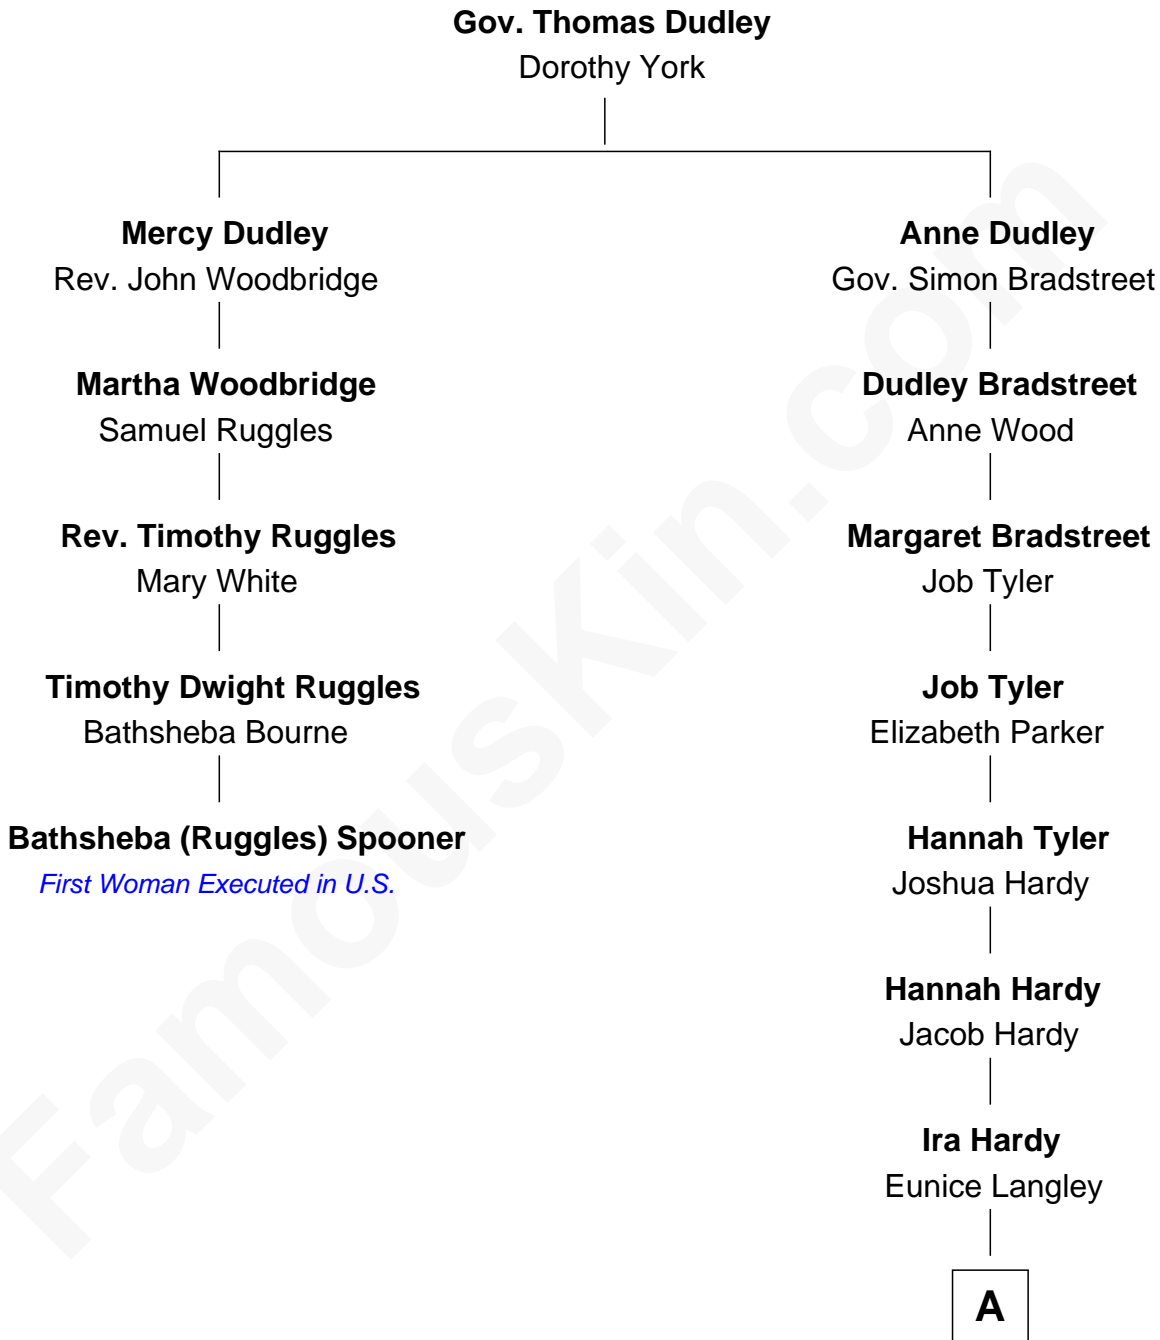 Gov. Thomas Dudley
Dorothy York
Mercy Dudley
Rev. John Woodbridge
Anne Dudley
Gov. Simon Bradstreet
Martha Woodbridge
Samuel Ruggles
Dudley Bradstreet
Anne Wood
Rev. Timothy Ruggles
Mary White
Margaret Bradstreet
Job Tyler
Timothy Dwight Ruggles
Bathsheba Bourne
Job Tyler
Elizabeth Parker
Bathsheba (Ruggles) Spooner
First Woman Executed in U.S.
Hannah Tyler
Joshua Hardy
Hannah Hardy
Jacob Hardy
Ira Hardy
Eunice Langley
A
FamousKin.com